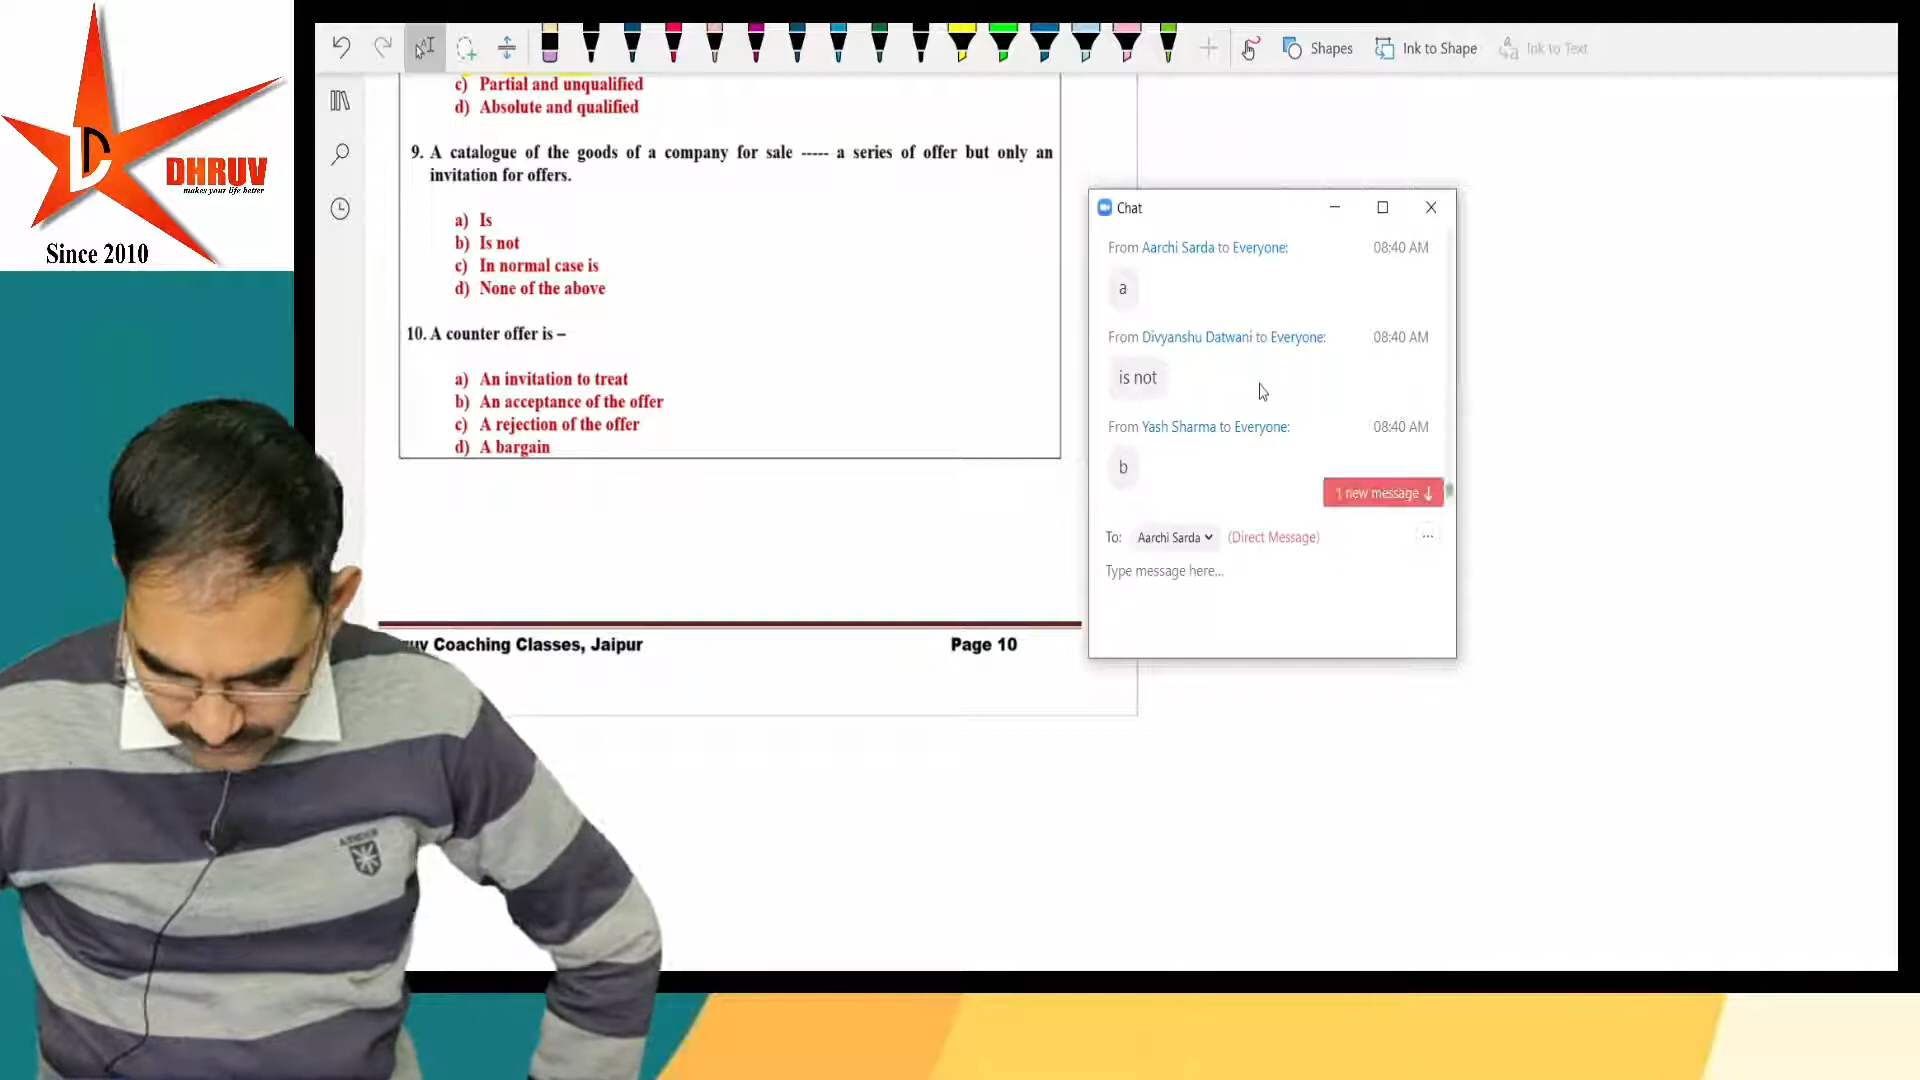 DHRUV
makes your life better
Since 2010
Shapes
Ink to Shape
Ink to Text
c) Partial and unqualified
d) Absolute and qualified
9. A catalogue of the goods of a company for sale ----- a series of offer but only an
invitation for offers.
a) Is
b) Is not
c) In normal case is
d) None of the above
10. A counter offer is –
a) An invitation to treat
b) An acceptance of the offer
c) A rejection of the offer
d) A bargain
Coaching Classes, Jaipur
Page 10
Chat
From Aarchi Sarda to Everyone: 08:40 AM
a
From Divyanshu Datwani to Everyone: 08:40 AM
is not
From Yash Sharma to Everyone: 08:40 AM
b
1 new message
To: Aarchi Sarda (Direct Message)
Type message here...